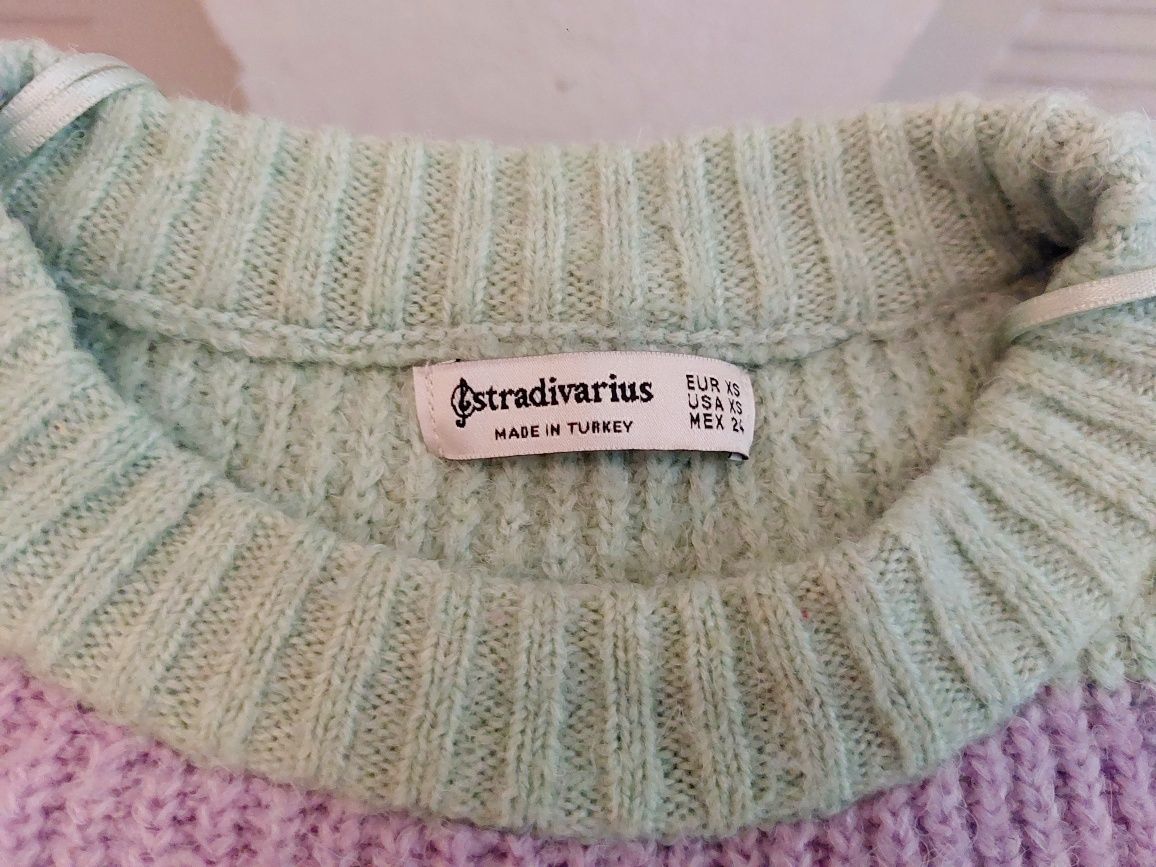 stradivarius
MADE IN TURKEY
EUR XS
USA XS
MEX 24